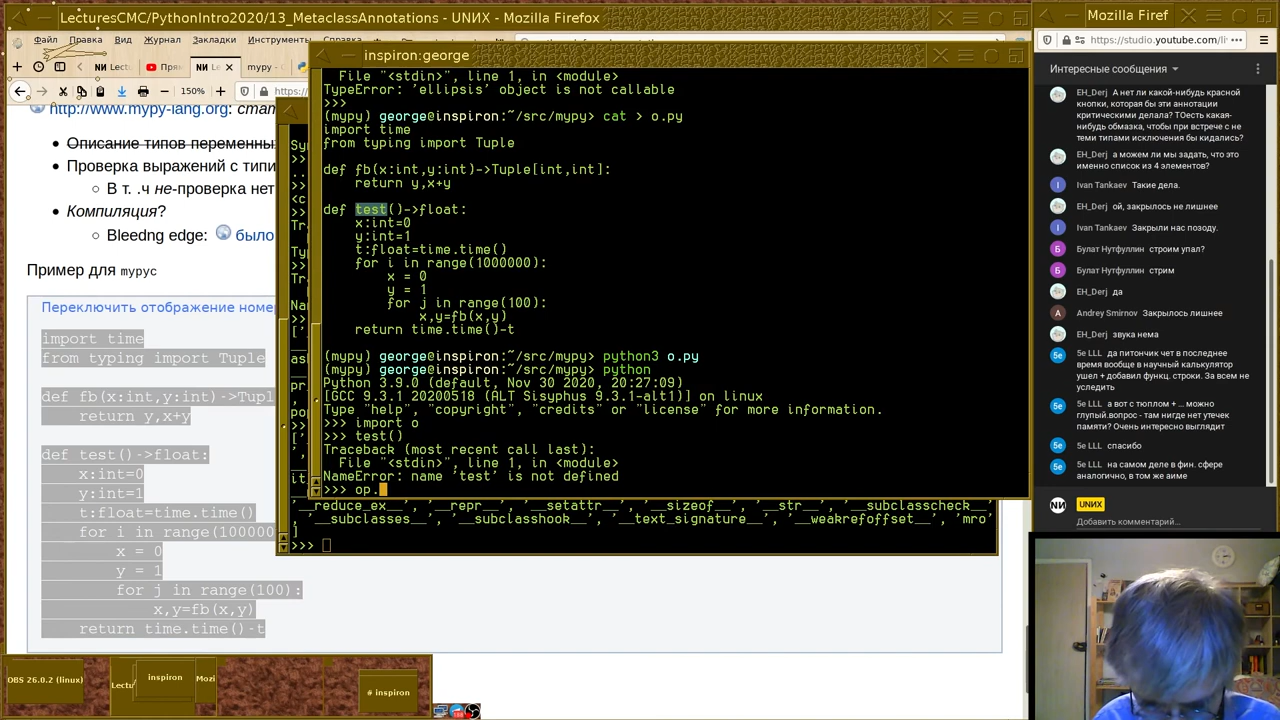 LecturesCMC/PythonIntro2020/13_MetaclassAnnotations - UNИX - Mozilla Firefox
Mozilla Firef
Файл Правка Вид Журнал Закладки Инструменты
NИ Lectu
Пря
NИ Le
mypy -
150%
https://
https://studio.youtube.com/li
http://www.mypy-lang.org:
Описание типов переменных
Проверка выражений с типи
В т. .ч не-проверка нет
Компиляция?
Bleedng edge: было
Пример для mypyc
Переключить отображение номер
import time
from typing import Tuple
def fb(x:int,y:int)->Tupl
return y,x+y
def test()->float:
x:int=0
y:int=1
t:float=time.time()
for i in range(100000
x = 0
y = 1
for j in range(100):
x,y=fb(x,y)
return time.time()-t
inspiron:george
File "<stdin>", line 1, in <module>
TypeError: 'ellipsis' object is not callable
>>>
(mypy) george@inspiron:~/src/mypy> cat > o.py
import time
from typing import Tuple
def fb(x:int,y:int)->Tuple[int,int]:
return y,x+y
def test()->float:
x:int=0
y:int=1
t:float=time.time()
for i in range(1000000):
x = 0
y = 1
for j in range(100):
x,y=fb(x,y)
return time.time()-t
(mypy) george@inspiron:~/src/mypy> python3 o.py
(mypy) george@inspiron:~/src/mypy> python
Python 3.9.0 (default, Nov 30 2020, 20:27:09)
[GCC 9.3.1 20200518 (ALT Sisyphus 9.3.1-alt1)] on linux
Type "help", "copyright", "credits" or "license" for more information.
>>> import o
>>> test()
Traceback (most recent call last):
File "<stdin>", line 1, in <module>
NameError: name 'test' is not defined
>>> op.
'__reduce_ex__', '__repr__', '__setattr__', '__sizeof__', '__str__', '__subclasscheck__'
, '__subclasses__', '__subclasshook__', '__text_signature__', '__weakrefoffset__', 'mro'
]
>>>
Интересные сообщения
EH_Derj А нет ли какой-нибудь красной
кнопки, которая бы эти аннотации
критическими делала? ТОесть какая-
нибудь обмазка, чтобы при встрече с не
теми типами исключения бы кидались?
EH_Derj а можем ли мы задать, что это
именно список из 4 элементов?
Ivan Tankaev Такие дела.
EH_Derj ой, закрылось не лишнее
Ivan Tankaev Закрыли нас походу.
Булат Нутфуллин строим упал?
Булат Нутфуллин стрим
EH_Derj да
Andrey Smirnov Закрылось лишнее
EH_Derj звука нема
5e LLL да питончик чет в последнее
время вообще в научный калькулятор
ушел + добавил функц. строки. За всем не
уследить
5e LLL а вот с тюплом + ... можно
глупый.вопрос - там нигде нет утечек
памяти? Очень интересно выглядит
5e LLL спасибо
5e LLL на самом деле в фин. сфере
аналогично, в том же аиме
NИ UNИX
Добавить комментарий...
OBS 26.0.2 (linux)
Lectu
inspiron
Mozi
# inspiron